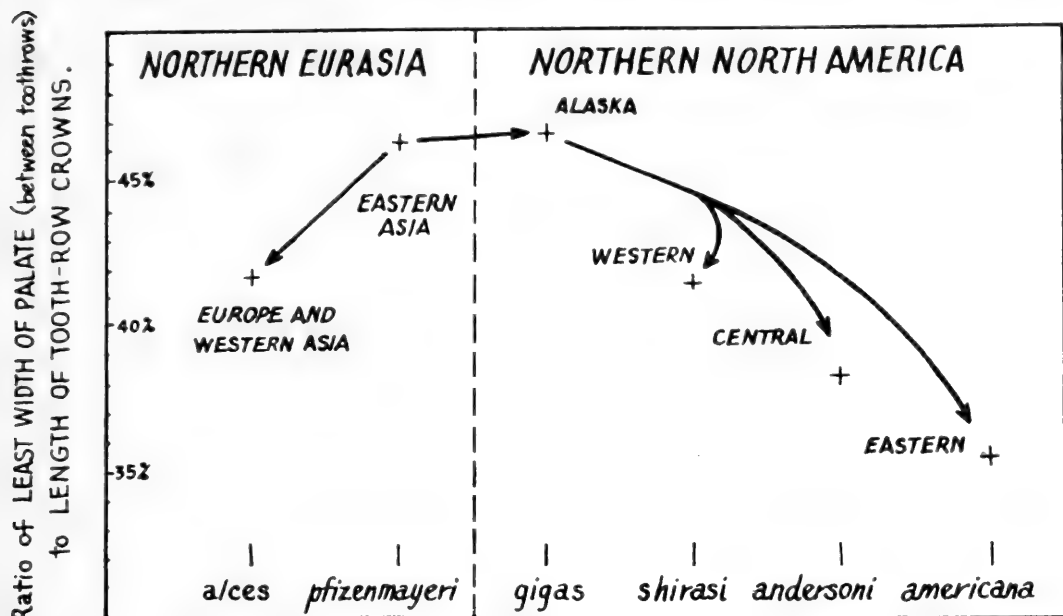 Ratio of LEAST WIDTH OF PALATE (between toothrows)
to LENGTH OF TOOTH-ROW CROWNS.
NORTHERN EURASIA
NORTHERN NORTH AMERICA
ALASKA
45%
EASTERN
ASIA
WESTERN
EUROPE AND
WESTERN ASIA
40%
CENTRAL
EASTERN
35%
alces pfizenmayeri gigas shirasi andersoni americana